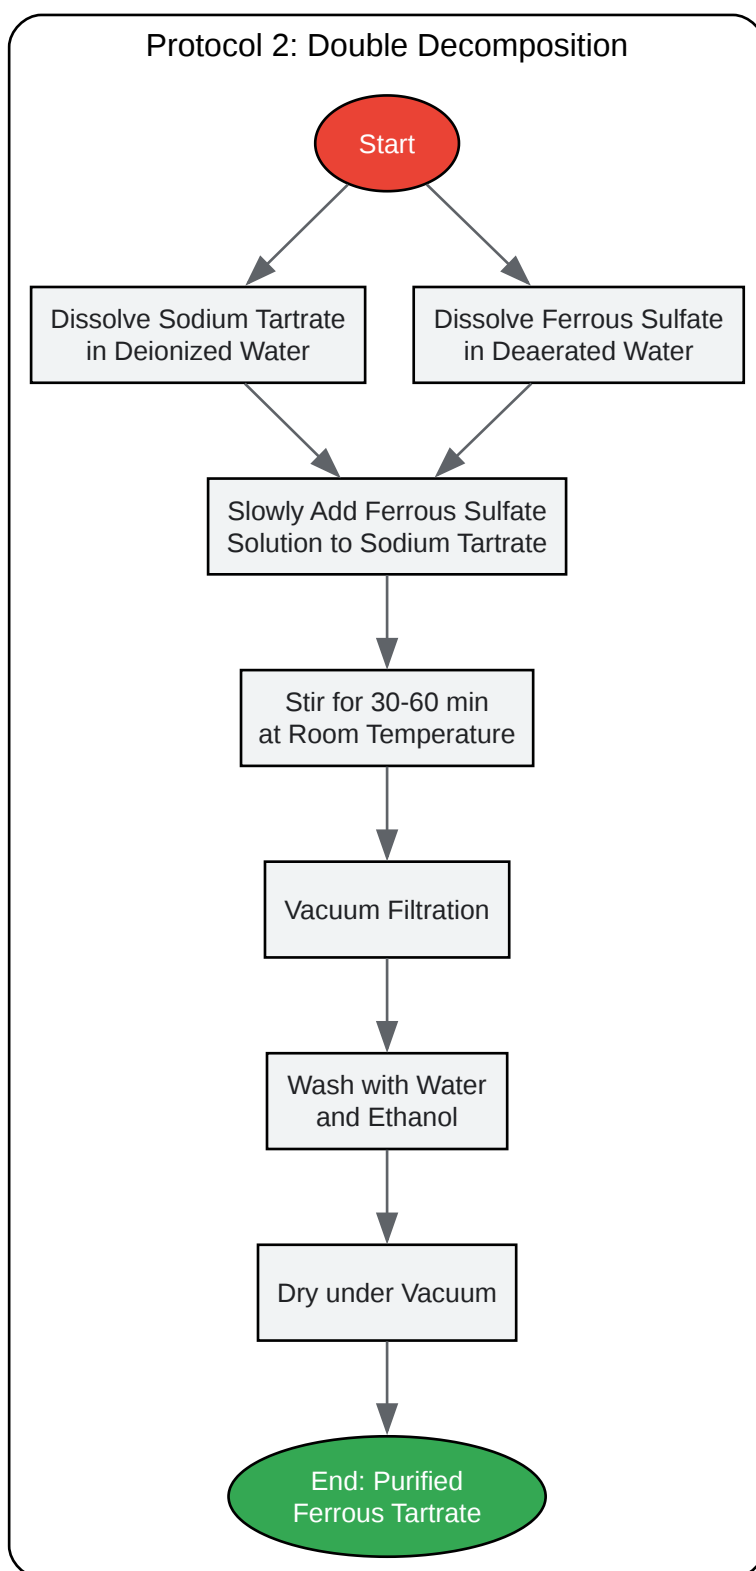 Protocol 2: Double Decomposition
Start
Dissolve Sodium Tartrate
in Deionized Water
Dissolve Ferrous Sulfate
in Deaerated Water
Slowly Add Ferrous Sulfate
Solution to Sodium Tartrate
Stir for 30-60 min
at Room Temperature
Vacuum Filtration
Wash with Water
and Ethanol
Dry under Vacuum
End: Purified
Ferrous Tartrate